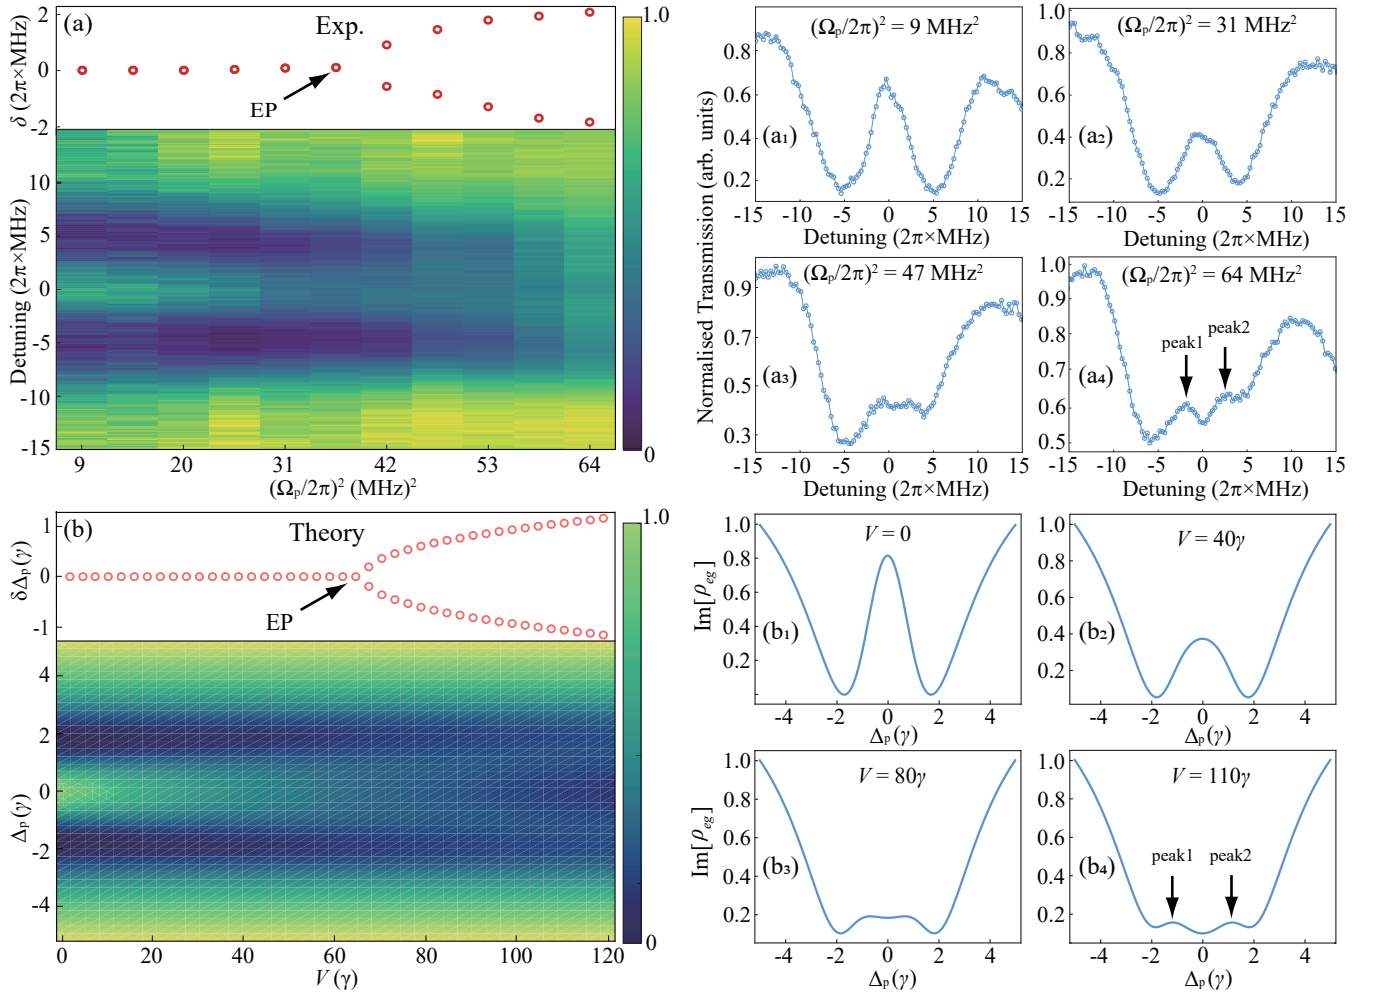 (a)
Exp.
EP
δ (2π×MHz)
2
0
-2
Detuning (2π×MHz)
10
5
0
-5
-10
-15
9
20
31
42
53
64
(Ωₚ/2π)² (MHz)²
1.0
0
Normalised Transmission (arb. units)
(Ωₚ/2π)² = 9 MHz²
(a₁)
0.8
0.6
0.4
0.2
-15 -10 -5 0 5 10 15
Detuning (2π×MHz)
(Ωₚ/2π)² = 31 MHz²
(a₂)
1.0
0.8
0.6
0.4
0.2
-15 -10 -5 0 5 10 15
Detuning (2π×MHz)
(Ωₚ/2π)² = 47 MHz²
(a₃)
0.9
0.7
0.5
0.3
-15 -10 -5 0 5 10 15
Detuning (2π×MHz)
(Ωₚ/2π)² = 64 MHz²
peak1
peak2
(a₄)
1.0
0.9
0.8
0.7
0.6
0.5
-15 -10 -5 0 5 10 15
Detuning (2π×MHz)
(b)
Theory
EP
δΔₚ(γ)
1
0
-1
Δₚ(γ)
4
2
0
-2
-4
0 20 40 60 80 100 120
V (γ)
1.0
0
Im[ρₑg]
V = 0
(b₁)
1.0
0.8
0.6
0.4
0.2
-4 -2 0 2 4
Δₚ(γ)
V = 40γ
(b₂)
1.0
0.8
0.6
0.4
0.2
-4 -2 0 2 4
Δₚ(γ)
Im[ρₑg]
V = 80γ
(b₃)
1.0
0.8
0.6
0.4
0.2
-4 -2 0 2 4
Δₚ(γ)
V = 110γ
peak1
peak2
(b₄)
1.0
0.8
0.6
0.4
0.2
-4 -2 0 2 4
Δₚ(γ)